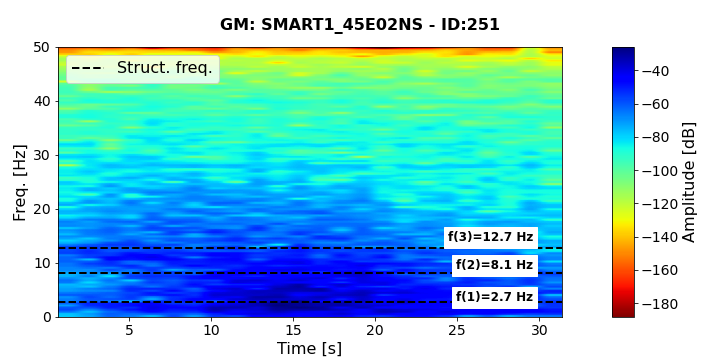 GM: SMART1_45E02NS - ID:251
50
40
30
20
10
0
Freq. [Hz]
Struct. freq.
f(3)=12.7 Hz
f(2)=8.1 Hz
f(1)=2.7 Hz
5 10 15 20 25 30
Time [s]
−40
−60
−80
−100
−120
−140
−160
−180
Amplitude [dB]